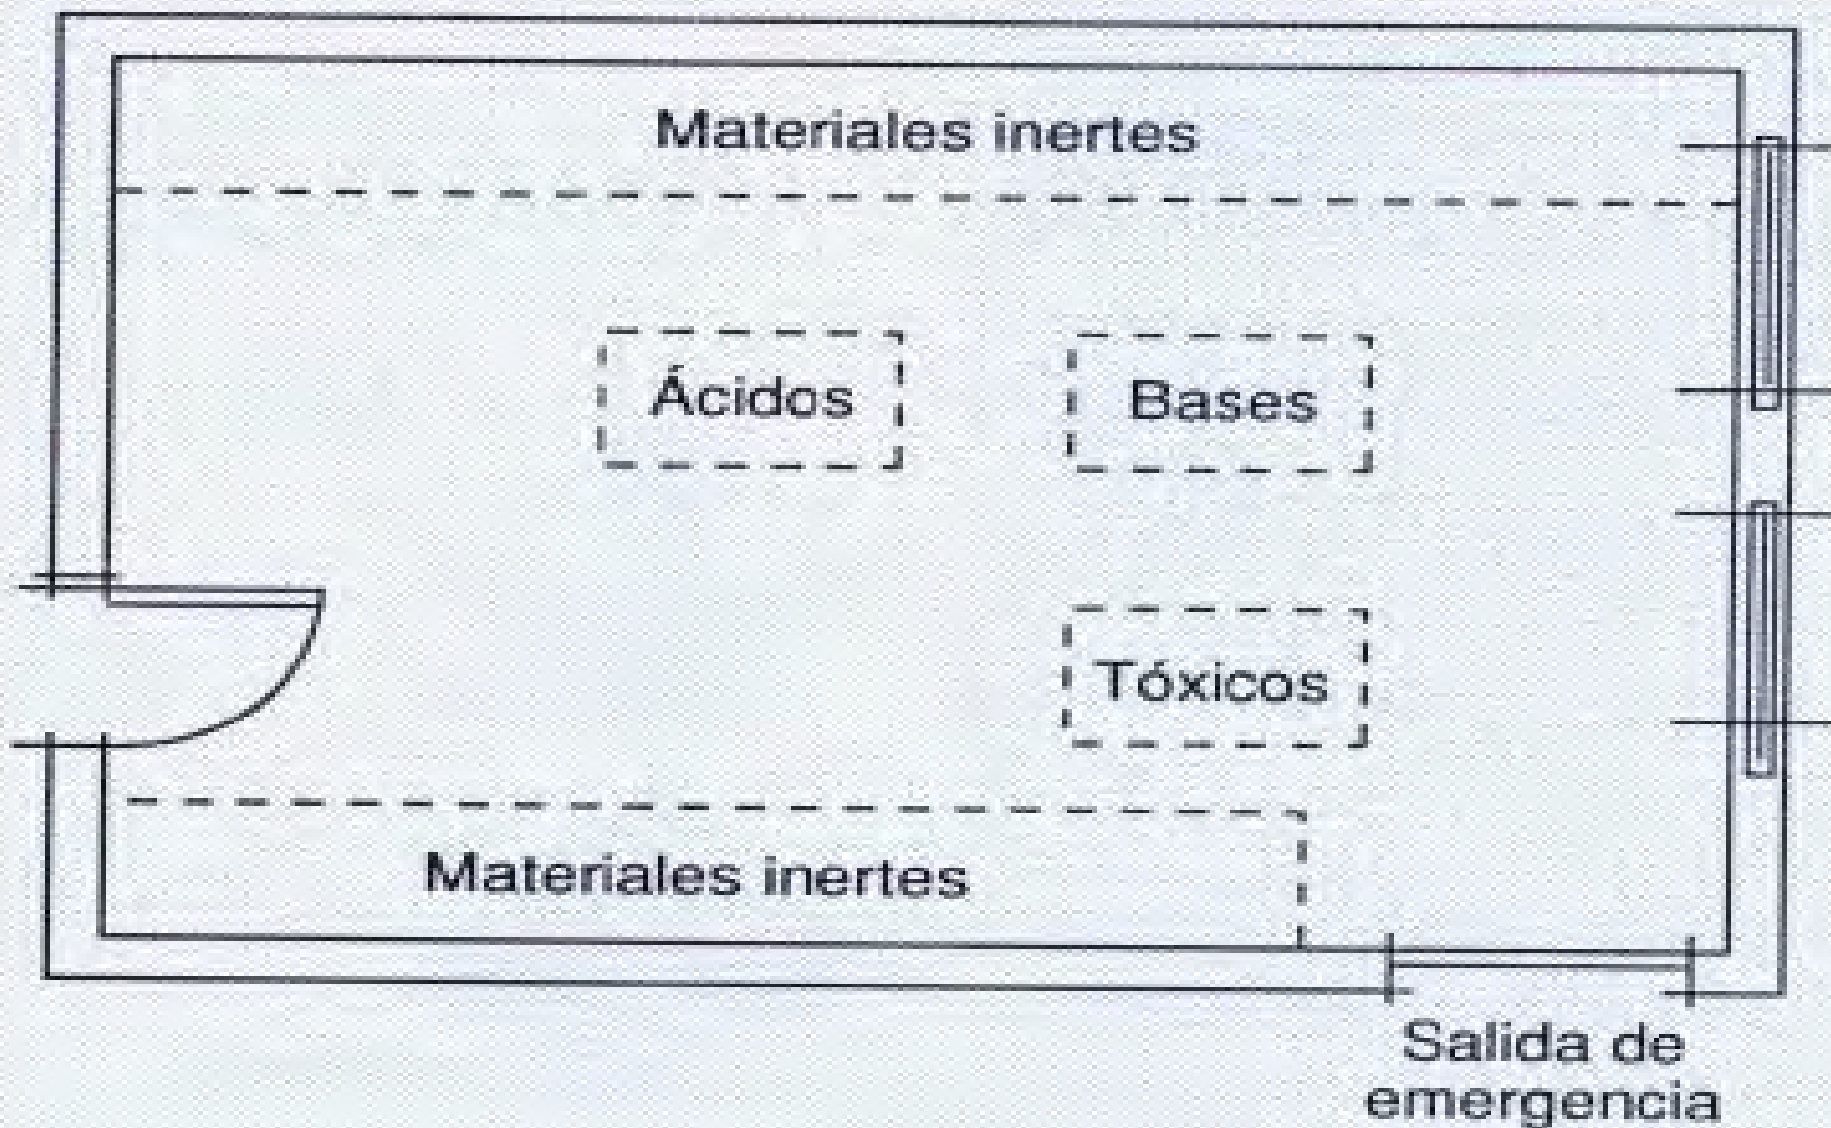 Materiales inertes
Ácidos
Bases
Tóxicos
Materiales inertes
Salida de
emergencia